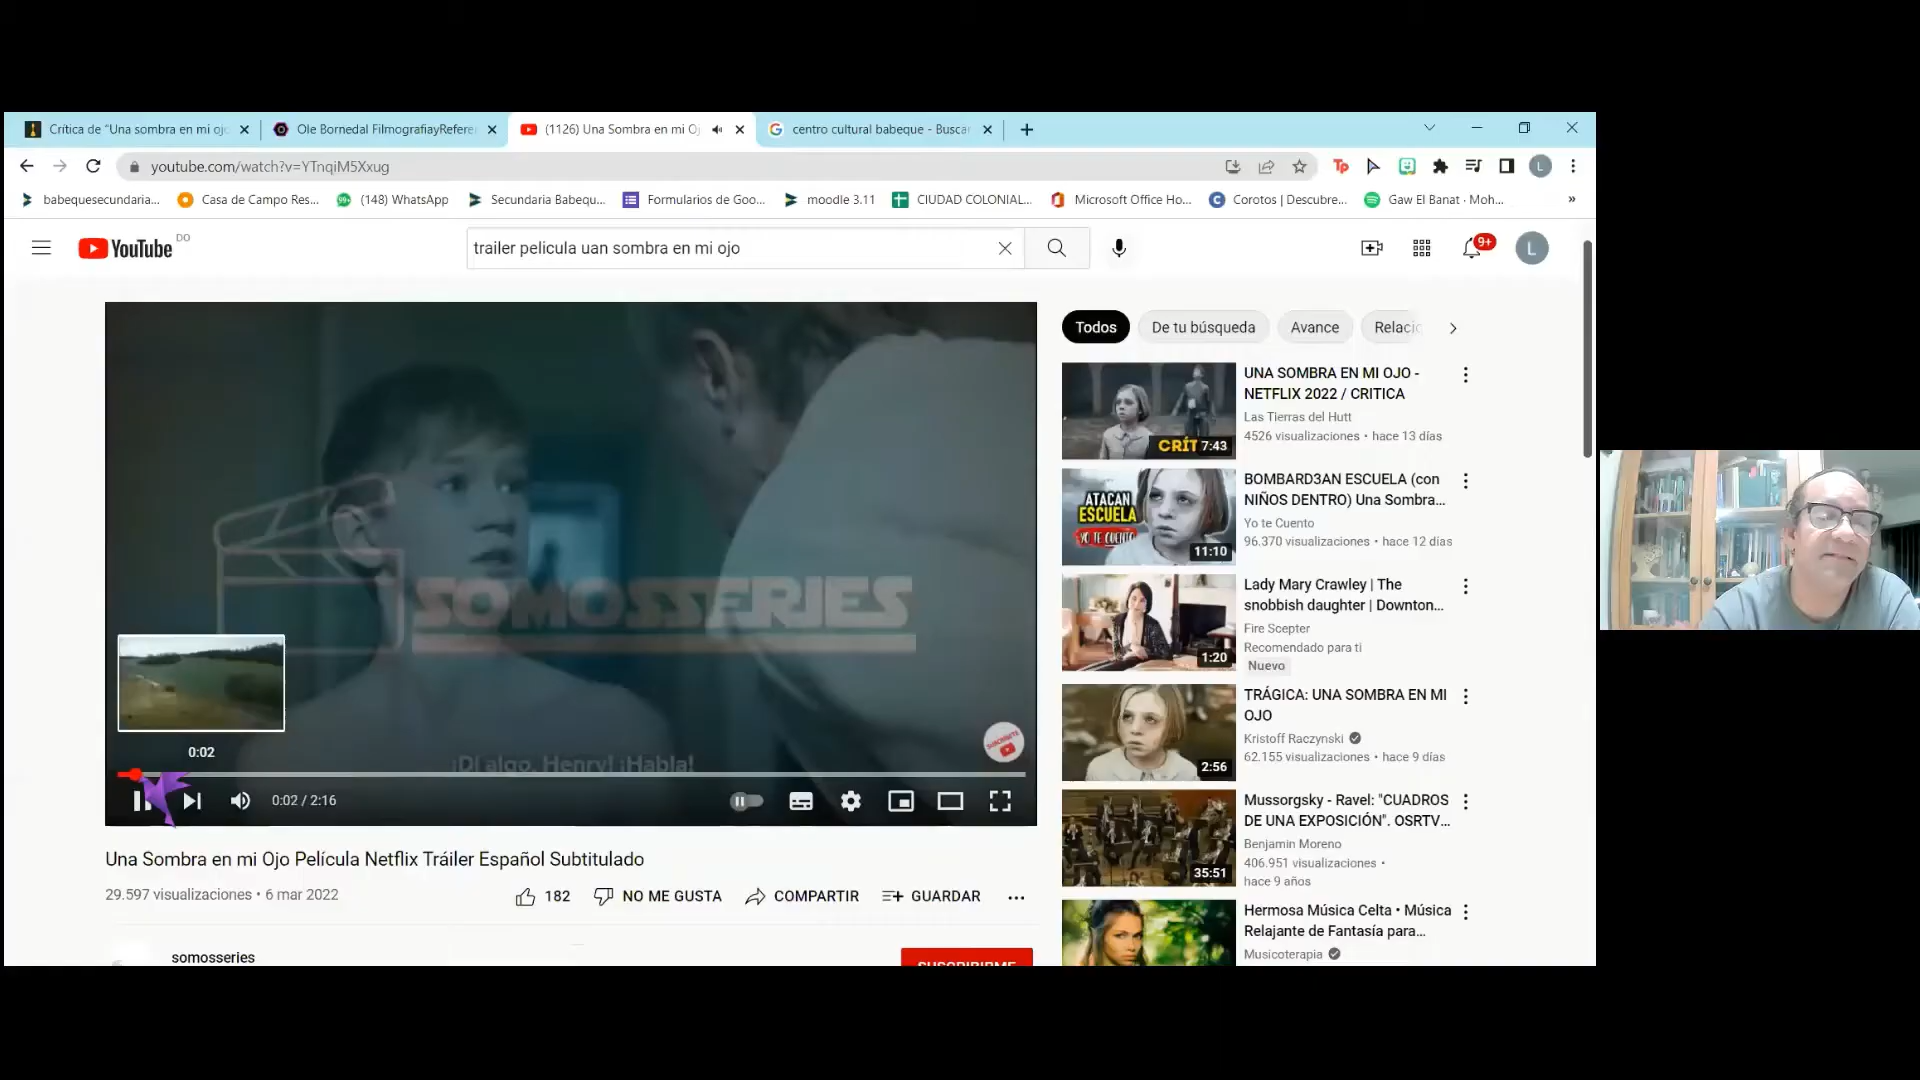 Crítica de "Una sombra en mi ojo
Ole Bornedal FilmografiayRefere
(1126) Una Sombra en mi O
centro cultural babeque - Busca
youtube.com/watch?v=YTnqiM5Xxug
Tp
L
babequesecundaria...
Casa de Campo Res...
(148) WhatsApp
Secundaria Babequ...
Formularios de Goo...
moodle 3.11
CIUDAD COLONIAL...
Microsoft Office Ho...
Corotos | Descubre...
Gaw El Banat · Moh...
YouTube DO
trailer pelicula uan sombra en mi ojo
9+
L
SOMOSSERIES
¡Di algo, Henry! ¡Habla!
0:02
0:02 / 2:16
Una Sombra en mi Ojo Película Netflix Tráiler Español Subtitulado
29.597 visualizaciones • 6 mar 2022
182
NO ME GUSTA
COMPARTIR
GUARDAR
somosseries
SUSCRIBIRME
Todos
De tu búsqueda
Avance
Relacio
CRÍT 7:43
UNA SOMBRA EN MI OJO -
NETFLIX 2022 / CRITICA
Las Tierras del Hutt
4526 visualizaciones • hace 13 días
ATACAN
ESCUELA
YO TE CUENTO
11:10
BOMBARD3AN ESCUELA (con
NIÑOS DENTRO) Una Sombra...
Yo te Cuento
96.370 visualizaciones • hace 12 días
1:20
Lady Mary Crawley | The
snobbish daughter | Downton...
Fire Scepter
Recomendado para ti
Nuevo
2:56
TRÁGICA: UNA SOMBRA EN MI
OJO
Kristoff Raczynski
62.155 visualizaciones • hace 9 días
35:51
Mussorgsky - Ravel: "CUADROS
DE UNA EXPOSICIÓN". OSRTV...
Benjamin Moreno
406.951 visualizaciones •
hace 9 años
Hermosa Música Celta • Música
Relajante de Fantasía para...
Musicoterapia